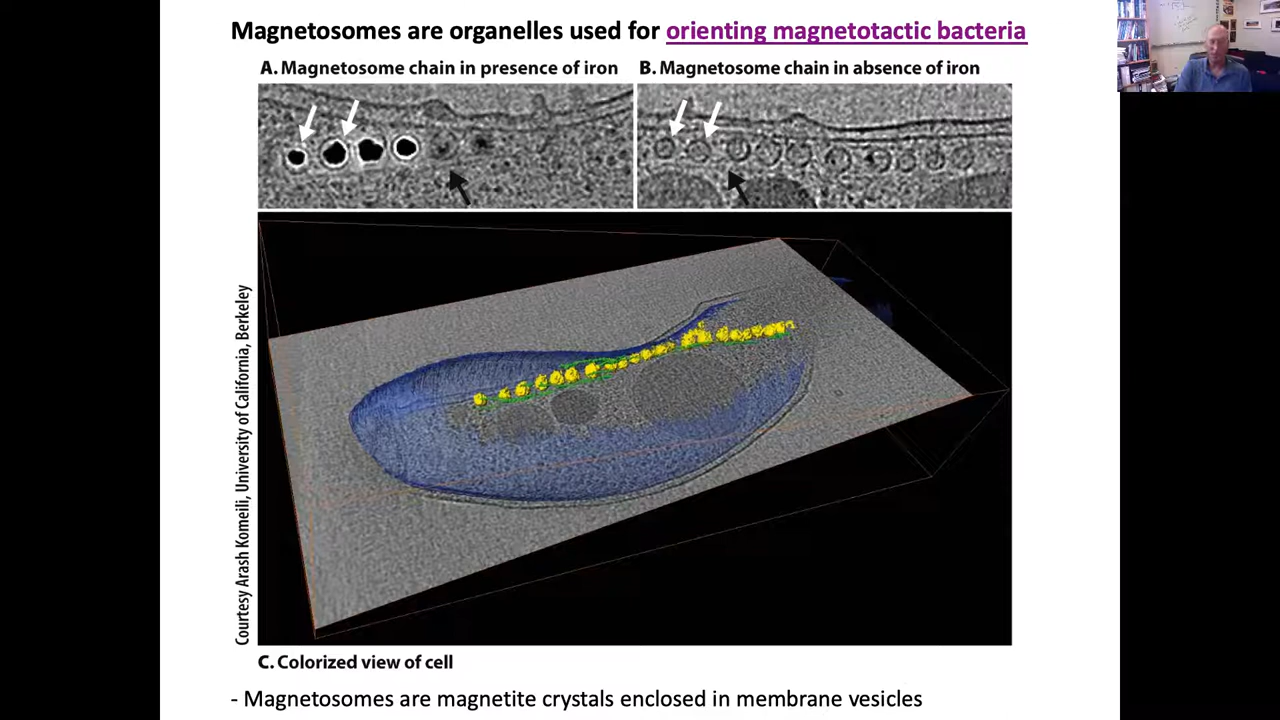 Magnetosomes are organelles used for orienting magnetotactic bacteria
A. Magnetosome chain in presence of iron
B. Magnetosome chain in absence of iron
Courtesy Arash Komeili, University of California, Berkeley
C. Colorized view of cell
- Magnetosomes are magnetite crystals enclosed in membrane vesicles